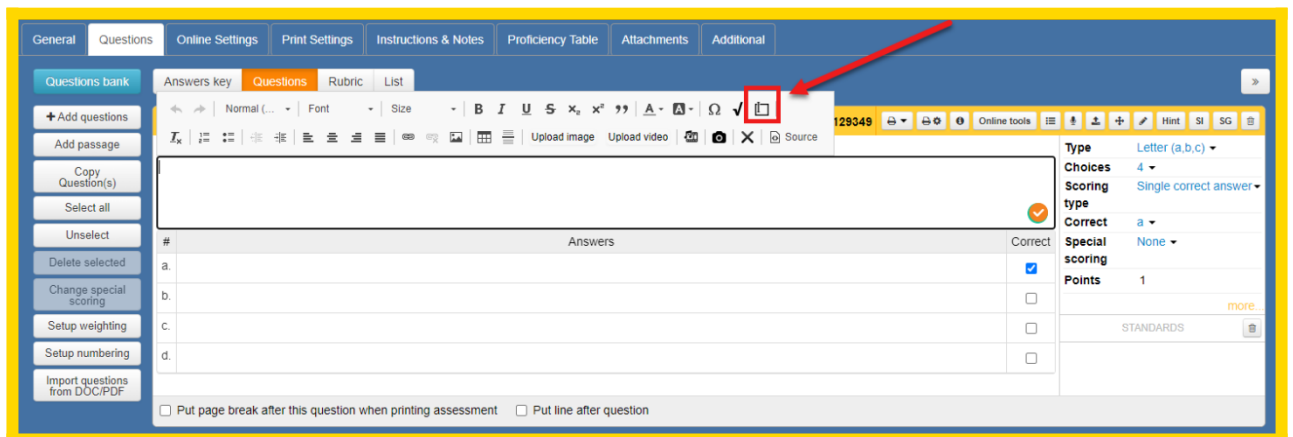 General Questions Online Settings Print Settings Instructions & Notes Proficiency Table Attachments Additional
Questions bank Answers key Questions Rubric List »
+ Add questions
Add passage
Copy
Question(s)
Select all
Unselect
Delete selected
Change special
scoring
Setup weighting
Setup numbering
Import questions
from DOC/PDF
Normal (... Font Size B I U S x₂ x² ” A A Ω √
Tx Upload image Upload video Source
129349 Online tools Hint SI SG
# Answers Correct
a.
b.
c.
d.
Put page break after this question when printing assessment Put line after question
Type Letter (a,b,c)
Choices 4
Scoring Single correct answer
type
Correct a
Special None
scoring
Points 1
more..
STANDARDS